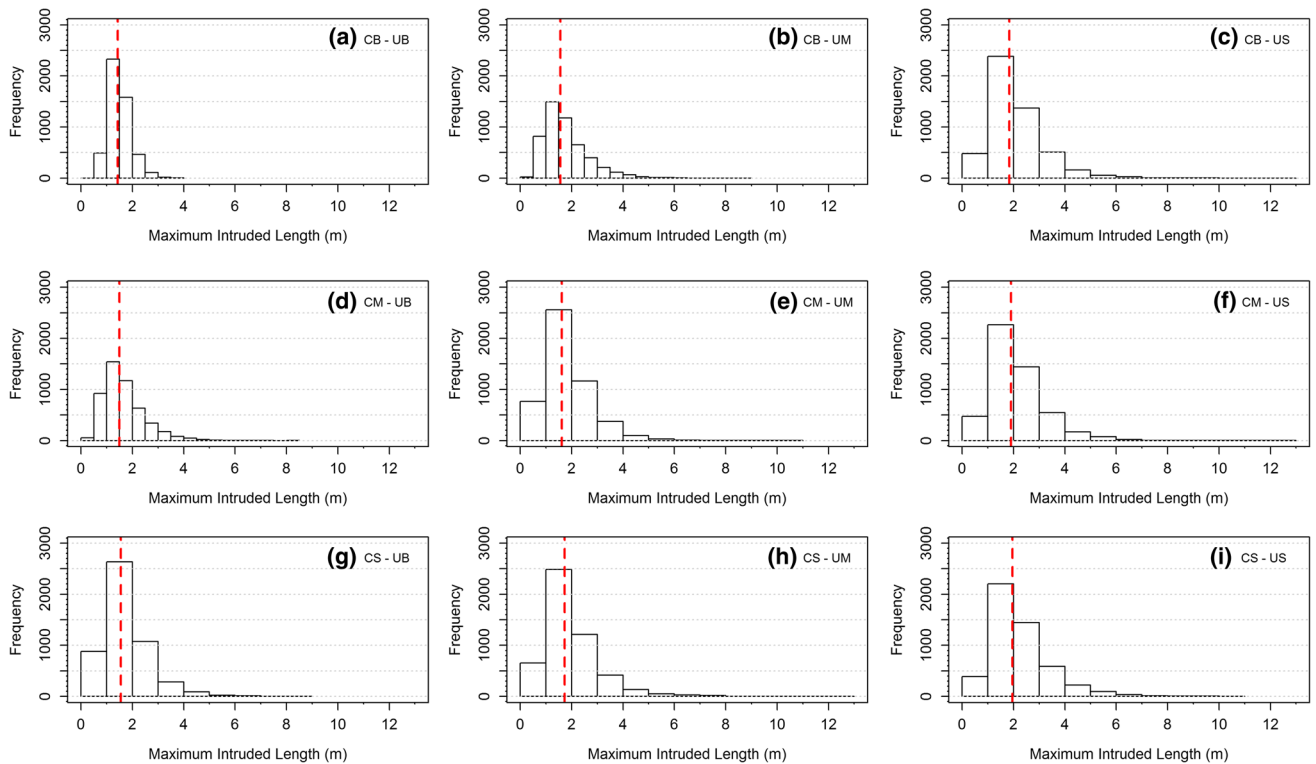 (a) CB - UB
Frequency
0 1000 2000 3000
0 2 4 6 8 10 12
Maximum Intruded Length (m)
(b) CB - UM
Frequency
0 1000 2000 3000
0 2 4 6 8 10 12
Maximum Intruded Length (m)
(c) CB - US
Frequency
0 1000 2000 3000
0 2 4 6 8 10 12
Maximum Intruded Length (m)
(d) CM - UB
Frequency
0 1000 2000 3000
0 2 4 6 8 10 12
Maximum Intruded Length (m)
(e) CM - UM
Frequency
0 1000 2000 3000
0 2 4 6 8 10 12
Maximum Intruded Length (m)
(f) CM - US
Frequency
0 1000 2000 3000
0 2 4 6 8 10 12
Maximum Intruded Length (m)
(g) CS - UB
Frequency
0 1000 2000 3000
0 2 4 6 8 10 12
Maximum Intruded Length (m)
(h) CS - UM
Frequency
0 1000 2000 3000
0 2 4 6 8 10 12
Maximum Intruded Length (m)
(i) CS - US
Frequency
0 1000 2000 3000
0 2 4 6 8 10 12
Maximum Intruded Length (m)